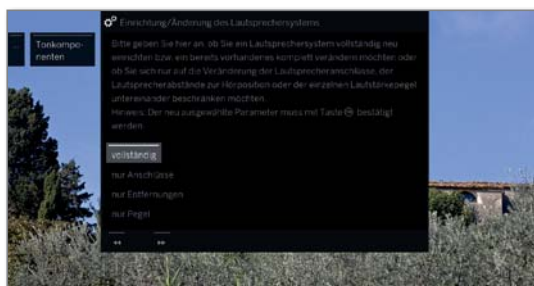 Einrichtung/Änderung des Lautsprechersystems
... Tonkompo-
nenten
Bitte geben Sie hier an, ob Sie ein Lautsprechersystem vollständig neu
einrichten bzw. ein bereits vorhandenes komplett verändern möchten oder
ob Sie sich nur auf die Veränderung der Lautsprecheranschlüsse, der
Lautsprecherabstände zur Hörposition oder der einzelnen Lautstärkepegel
untereinander beschränken möchten.
Hinweis: Der neu ausgewählte Parameter muss mit Taste bestätigt
werden.
vollständig
nur Anschlüsse
nur Entfernungen
nur Pegel